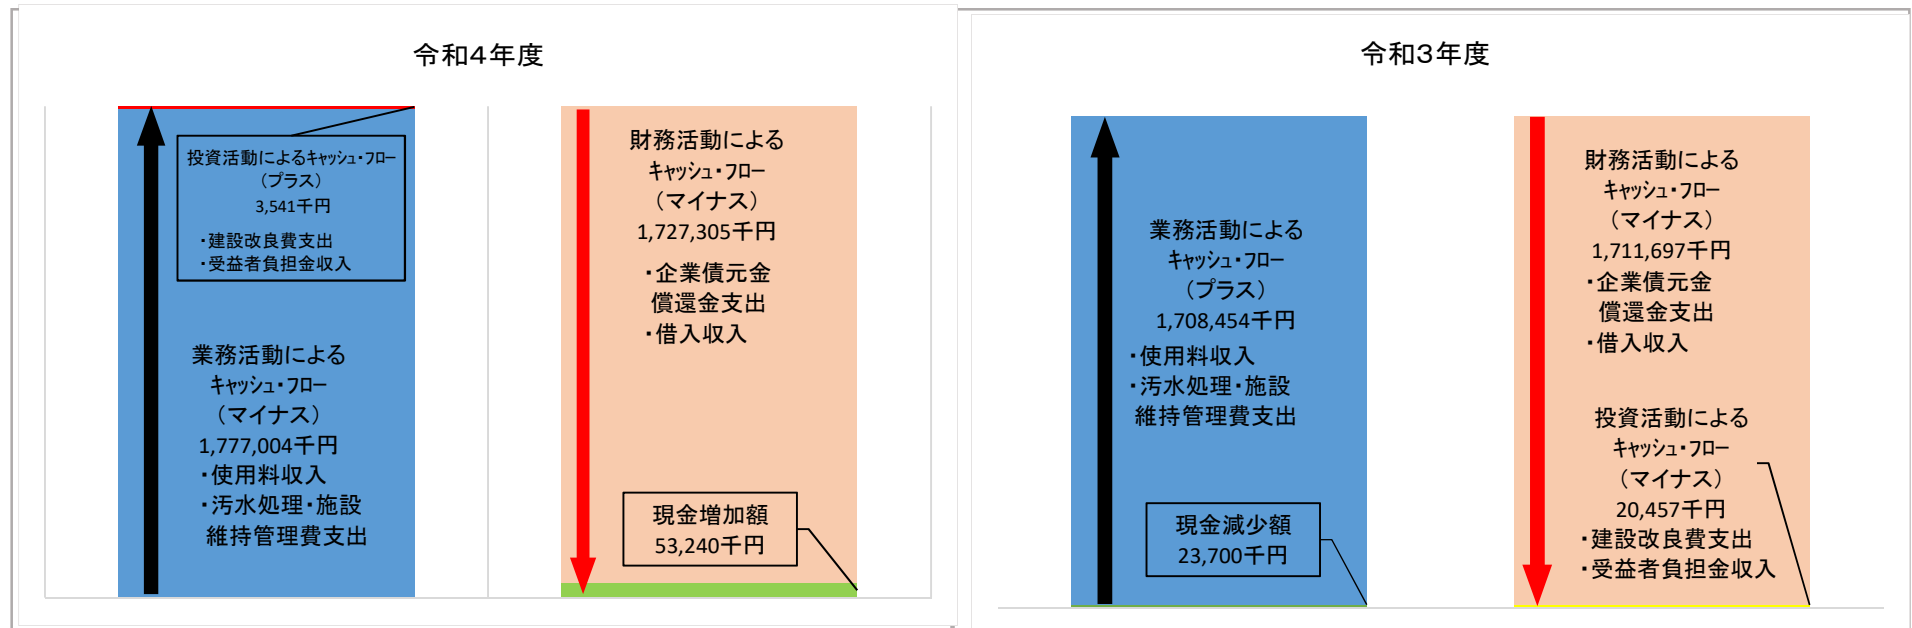 令和4年度
投資活動によるキャッシュ・フロー
(プラス)
3,541千円
・建設改良費支出
・受益者負担金収入
業務活動による
キャッシュ・フロー
(マイナス)
1,777,004千円
・使用料収入
・汚水処理・施設
維持管理費支出
財務活動による
キャッシュ・フロー
(マイナス)
1,727,305千円
・企業債元金
償還金支出
・借入収入
現金増加額
53,240千円
令和3年度
業務活動による
キャッシュ・フロー
(プラス)
1,708,454千円
・使用料収入
・汚水処理・施設
維持管理費支出
現金減少額
23,700千円
財務活動による
キャッシュ・フロー
(マイナス)
1,711,697千円
・企業債元金
償還金支出
・借入収入
投資活動による
キャッシュ・フロー
(マイナス)
20,457千円
・建設改良費支出
・受益者負担金収入